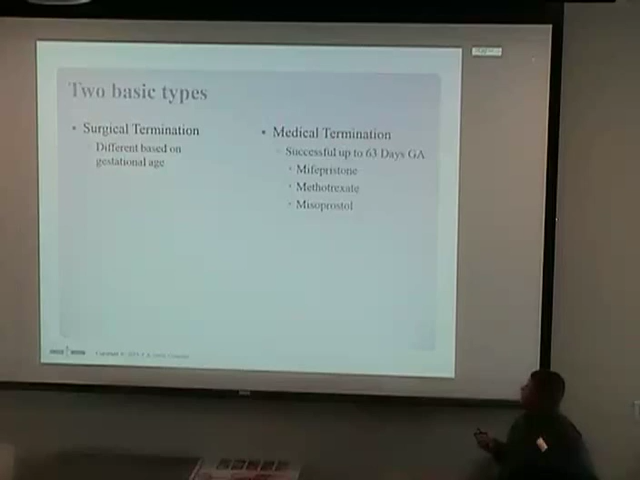 Two basic types
• Surgical Termination
Different based on
gestational age
• Medical Termination
Successful up to 63 Days GA
• Mifepristone
• Methotrexate
• Misoprostol